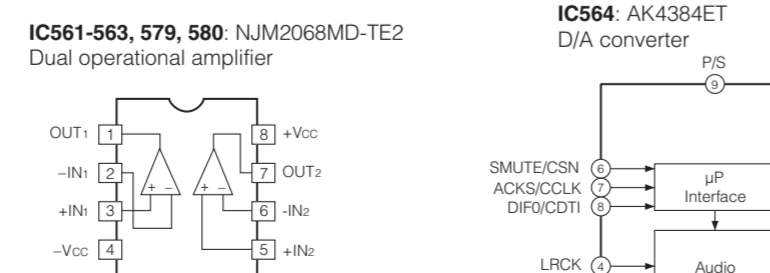 IC561-563, 579, 580: NJM2068MD-TE2
Dual operational amplifier
OUT1 1
8 +VCC
–IN1 2
7 OUT2
+IN1 3
6 -IN2
–VCC 4
5 +IN2
+ –
– +
IC564: AK4384ET
D/A converter
P/S
9
SMUTE/CSN 6
ACKS/CCLK 7
DIF0/CDTI 8
µP
Interface
LRCK 4
Audio